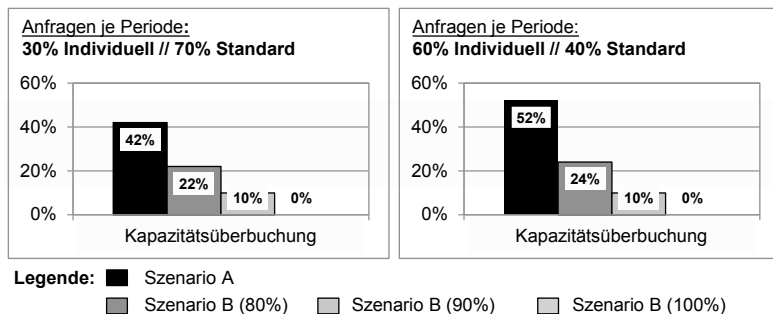 Anfragen je Periode:
30% Individuell // 70% Standard
60%
40%
20%
0%
42%
22%
10%
0%
Kapazitätsüberbuchung
Anfragen je Periode:
60% Individuell // 40% Standard
60%
40%
20%
0%
52%
24%
10%
0%
Kapazitätsüberbuchung
Legende: Szenario A
Szenario B (80%) Szenario B (90%) Szenario B (100%)